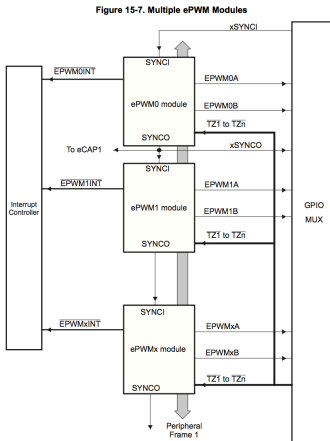 Figure 15-7. Multiple ePWM Modules
xSYNCI
SYNCI
EPWM0INT
EPWM0A
ePWM0 module
EPWM0B
TZ1 to TZn
SYNCO
To eCAP1
xSYNCO
SYNCI
EPWM1INT
EPWM1A
ePWM1 module
EPWM1B
Interrupt
Controller
GPIO
MUX
TZ1 to TZn
SYNCO
SYNCI
EPWMxINT
EPWMxA
ePWMx module
EPWMxB
TZ1 to TZn
SYNCO
Peripheral
Frame 1